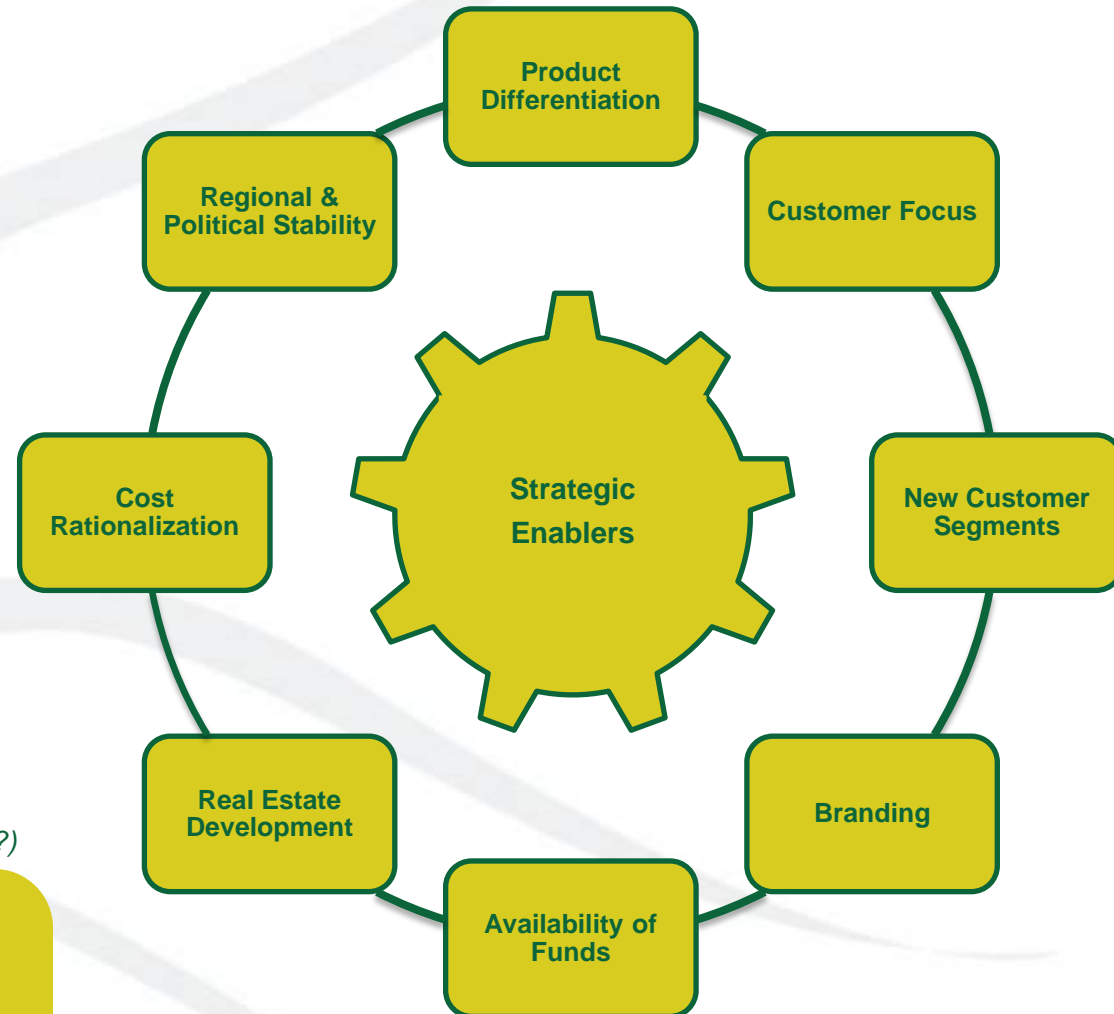 Product
Differentiation
Regional &
Political Stability
Customer Focus
Strategic
Enablers
Cost
Rationalization
New Customer
Segments
Real Estate
Development
Branding
?)
Availability of
Funds